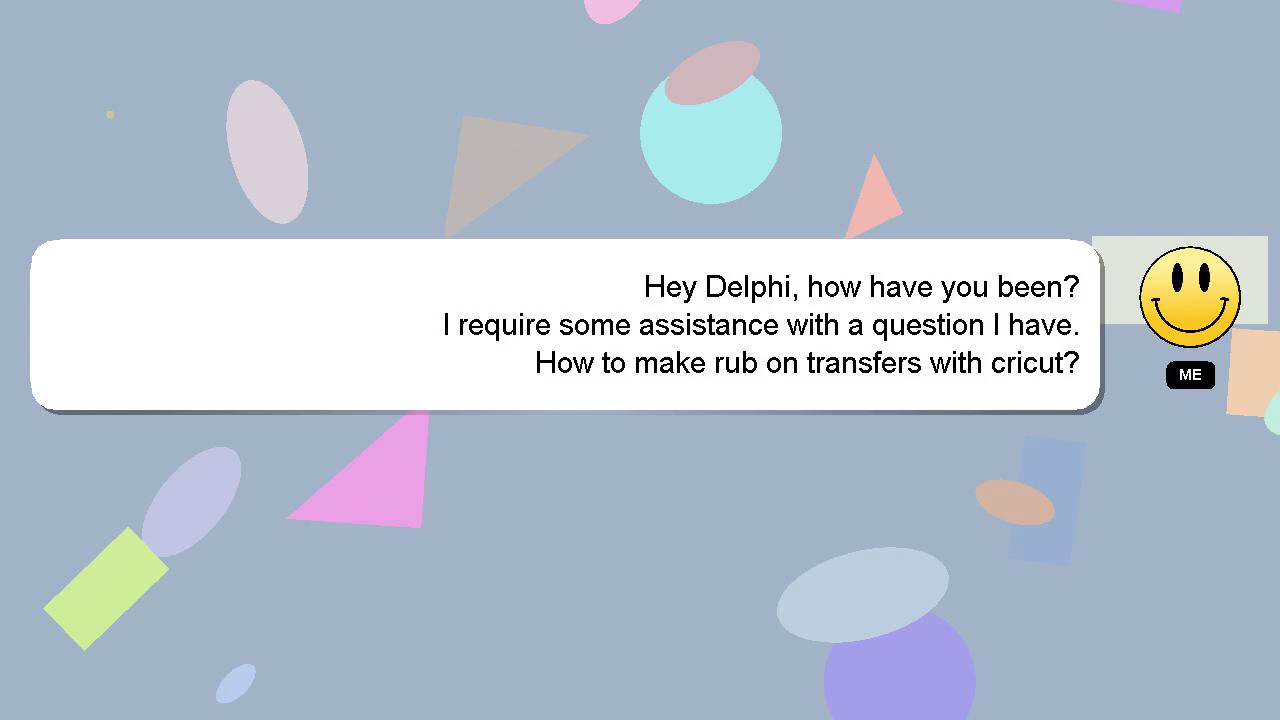 Hey Delphi, how have you been?
I require some assistance with a question I have.
How to make rub on transfers with cricut?
ME